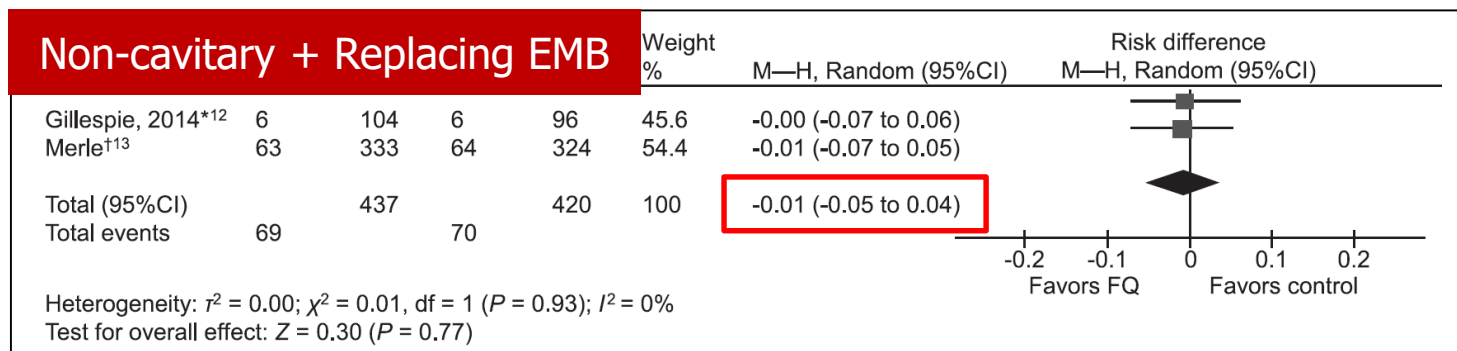 Non-cavitary + Replacing EMB
Weight
%
M—H, Random (95%CI)
Risk difference
M—H, Random (95%CI)
Gillespie, 2014*12 6 104 6 96 45.6 -0.00 (-0.07 to 0.06)
Merle†13 63 333 64 324 54.4 -0.01 (-0.07 to 0.05)
Total (95%CI) 437 420 100 -0.01 (-0.05 to 0.04)
Total events 69 70
-0.2 -0.1 0 0.1 0.2
Favors FQ Favors control
Heterogeneity: τ2 = 0.00; χ2 = 0.01, df = 1 (P = 0.93); I2 = 0%
Test for overall effect: Z = 0.30 (P = 0.77)